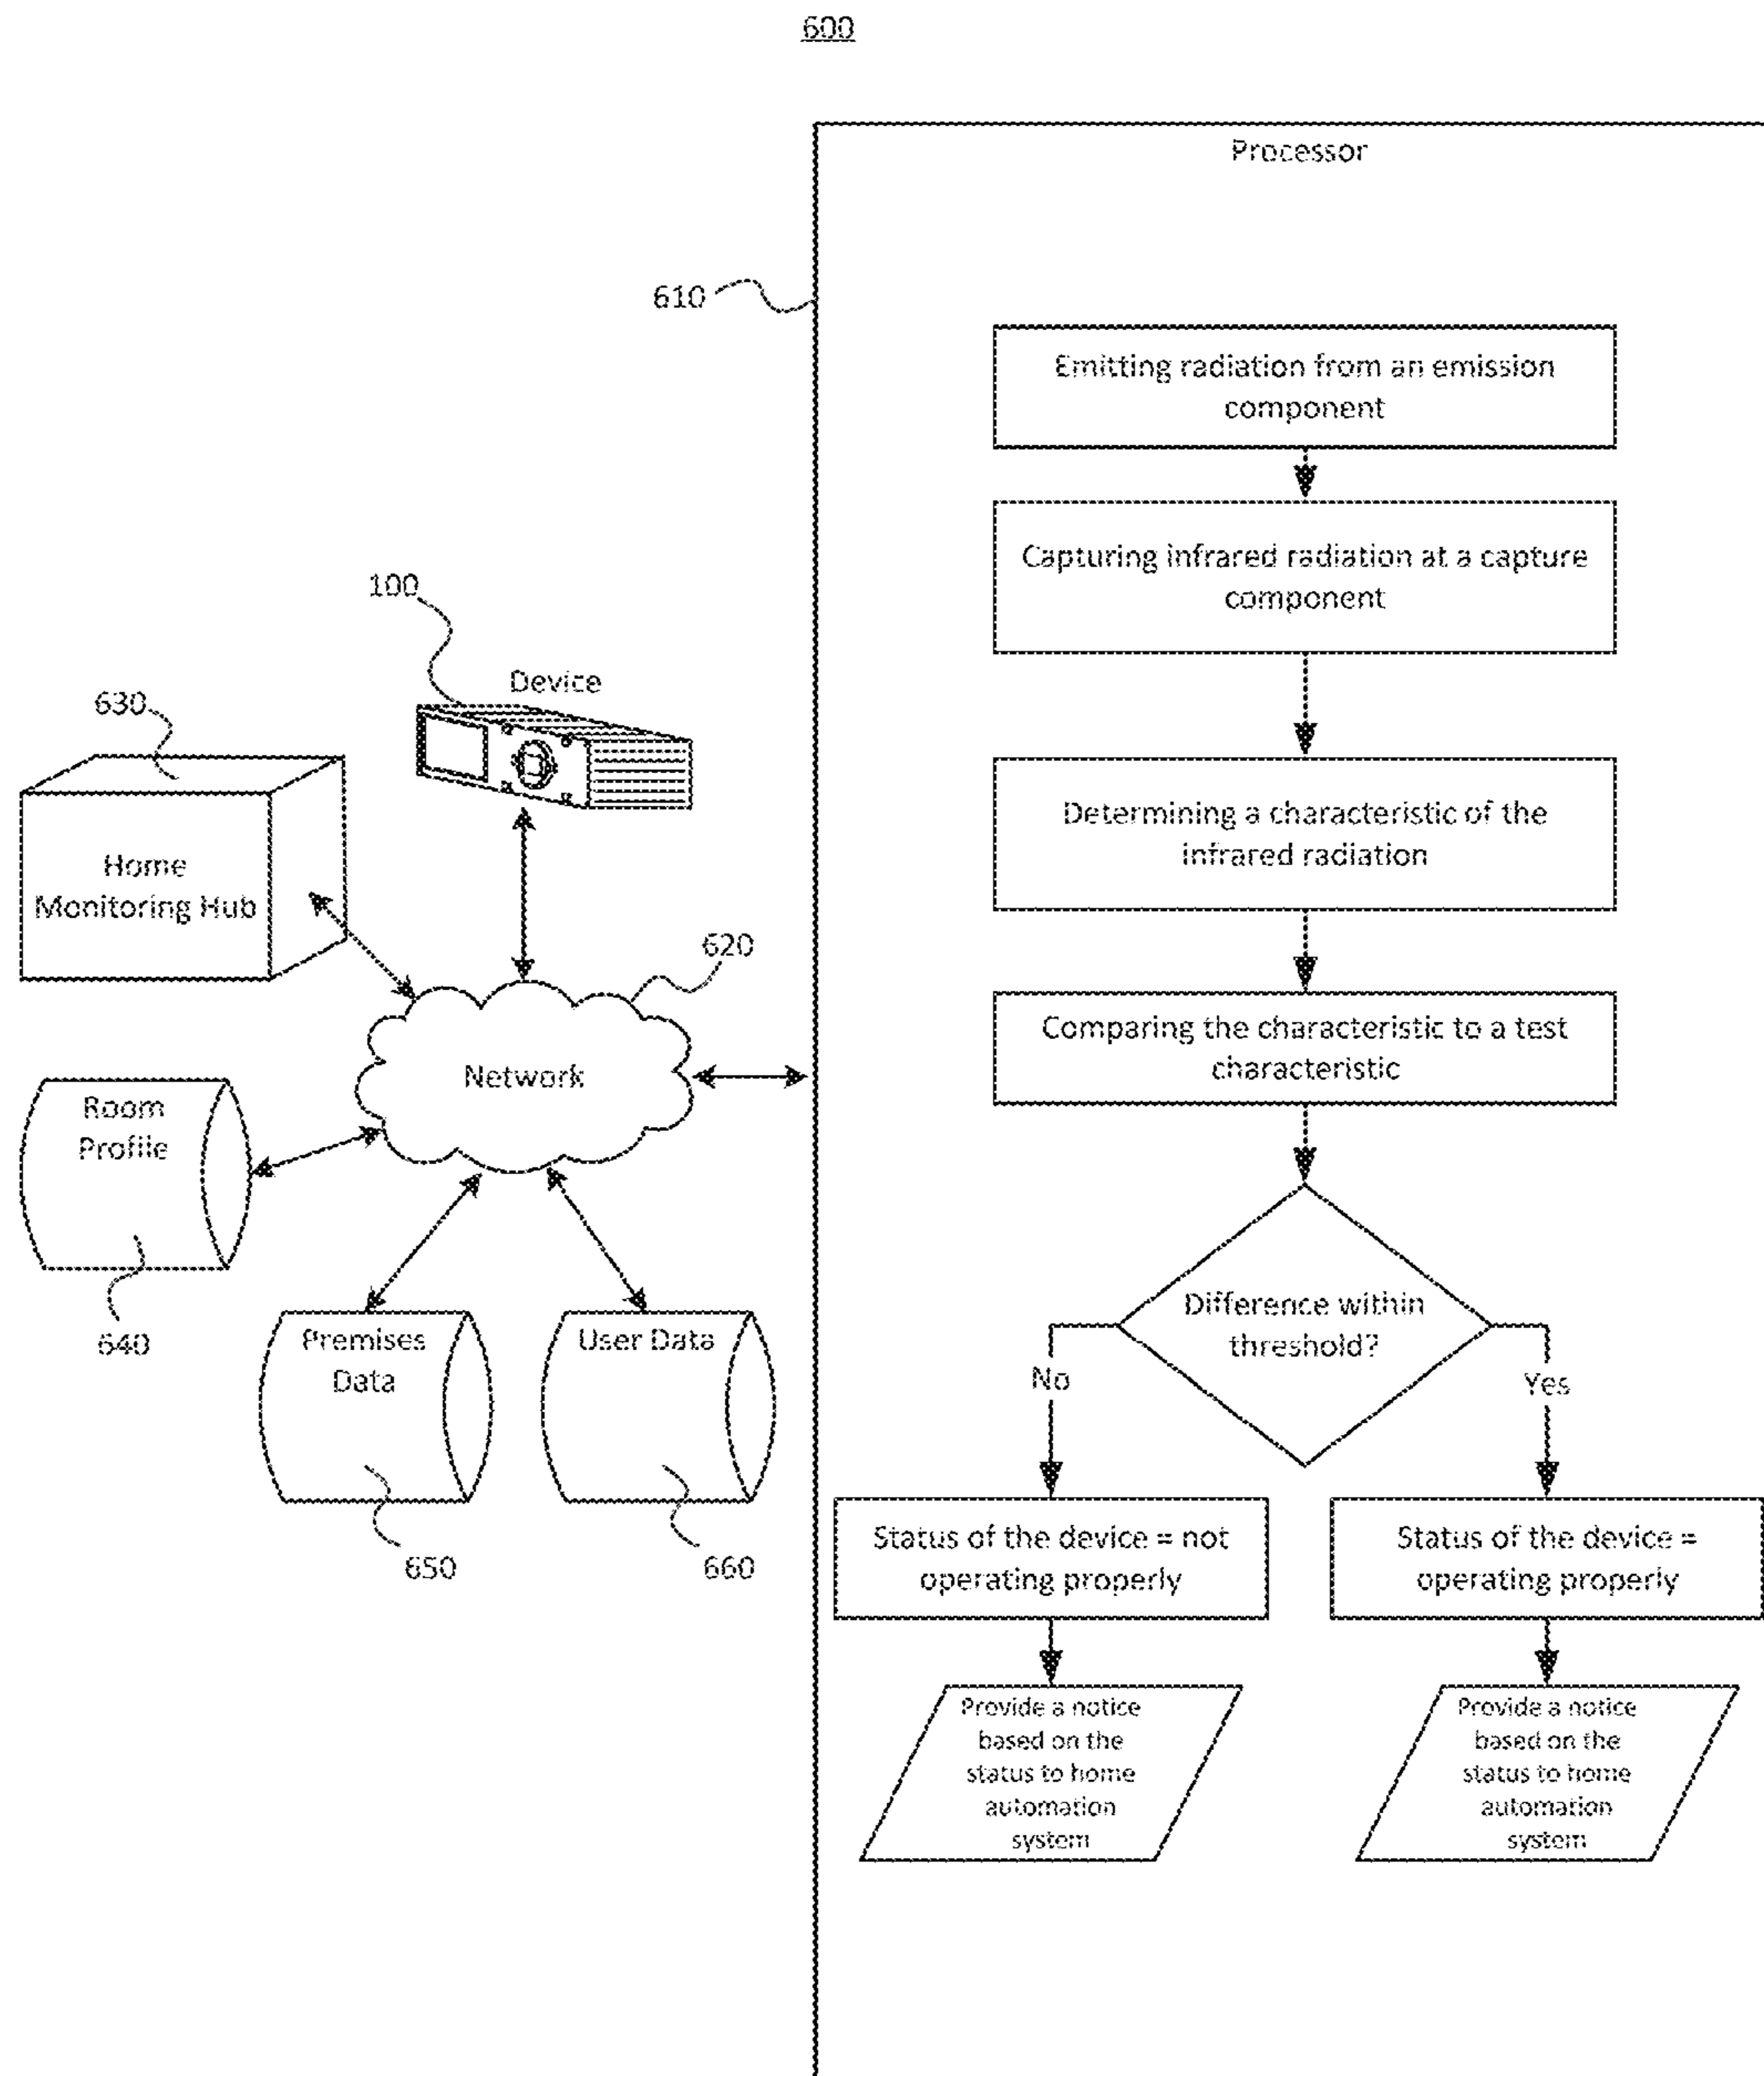 600
Processor
610
Emitting radiation from an emission
component
Capturing infrared radiation at a capture
component
Determining a characteristic of the
infrared radiation
Comparing the characteristic to a test
characteristic
Difference within
threshold?
No
Yes
Status of the device = not
operating properly
Status of the device =
operating properly
Provide a notice
based on the
status to home
automation
system
Provide a notice
based on the
status to home
automation
system
100
Device
630
Home
Monitoring Hub
620
Network
Room
Profile
640
Premises
Data
650
User Data
660